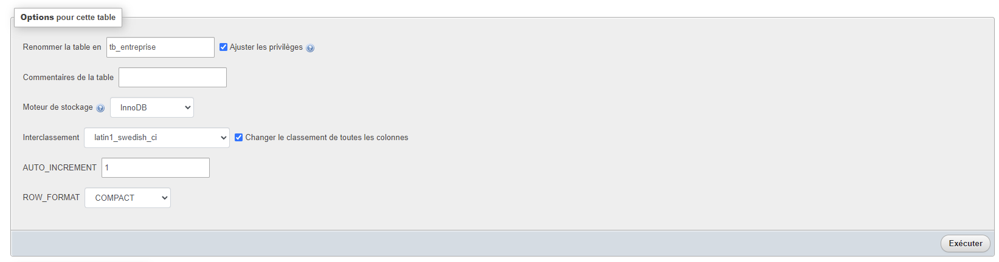 Options pour cette table
Renommer la table en tb_entreprise Ajuster les privilèges
Commentaires de la table
Moteur de stockage InnoDB
Interclassement latin1_swedish_ci Changer le classement de toutes les colonnes
AUTO_INCREMENT 1
ROW_FORMAT COMPACT
Exécuter